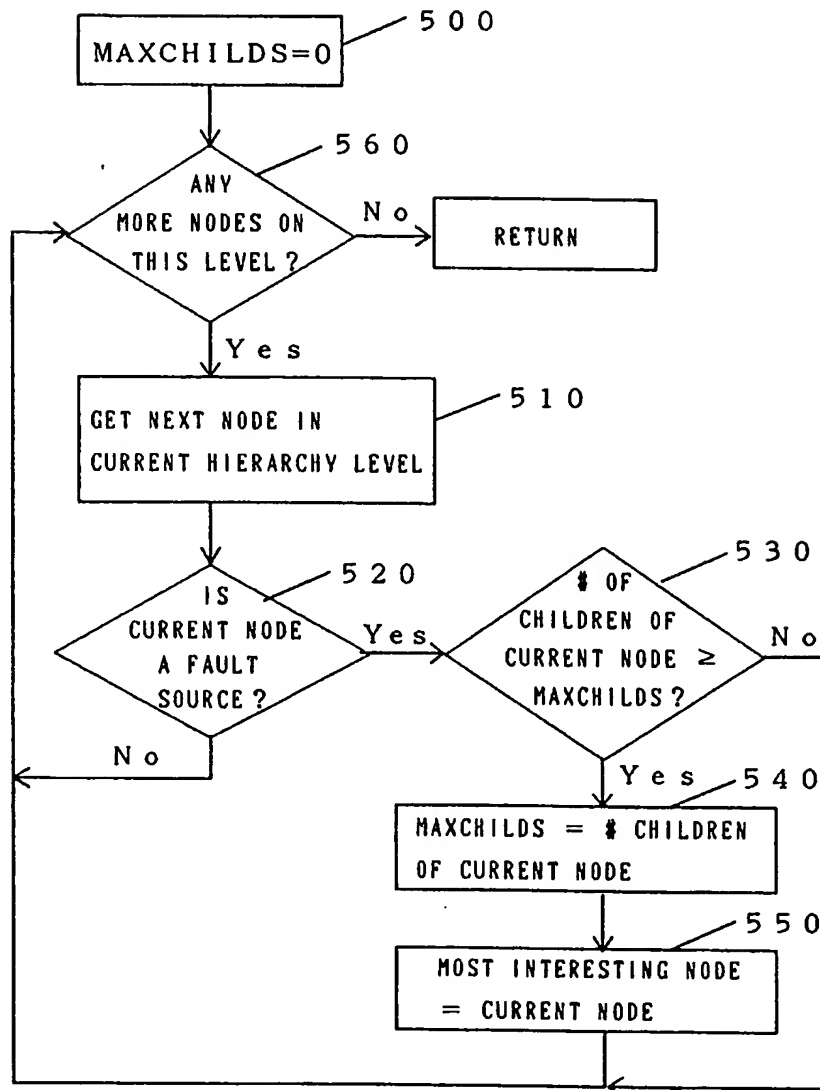 500
MAXCHILDS=0
560
ANY
MORE NODES ON
THIS LEVEL?
No
RETURN
Yes
510
GET NEXT NODE IN
CURRENT HIERARCHY LEVEL
520
IS
CURRENT NODE
A FAULT
SOURCE?
Yes
No
530
# OF
CHILDREN OF
CURRENT NODE ≥
MAXCHILDS?
No
Yes
540
MAXCHILDS = # CHILDREN
OF CURRENT NODE
550
MOST INTERESTING NODE
= CURRENT NODE